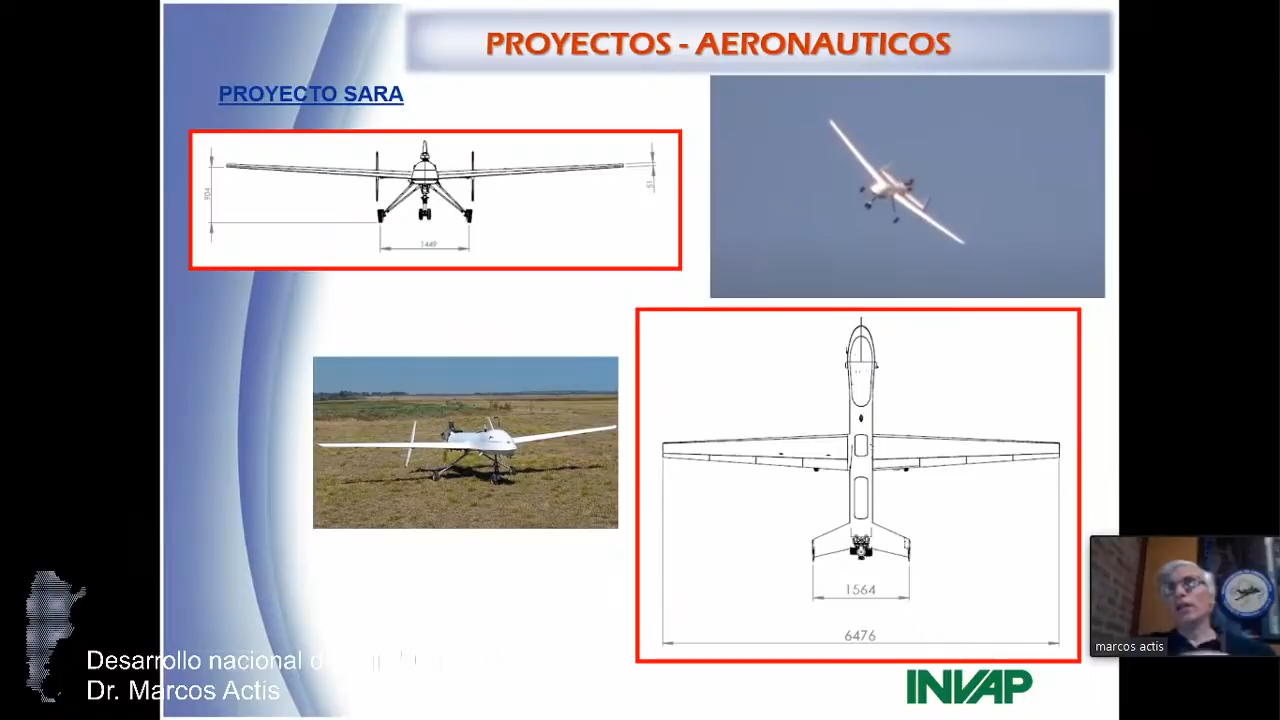 PROYECTOS - AERONAUTICOS
PROYECTO SARA
904
51
1449
1564
6476
marcos actis
Desarrollo nacional
Dr. Marcos Actis
INVAP